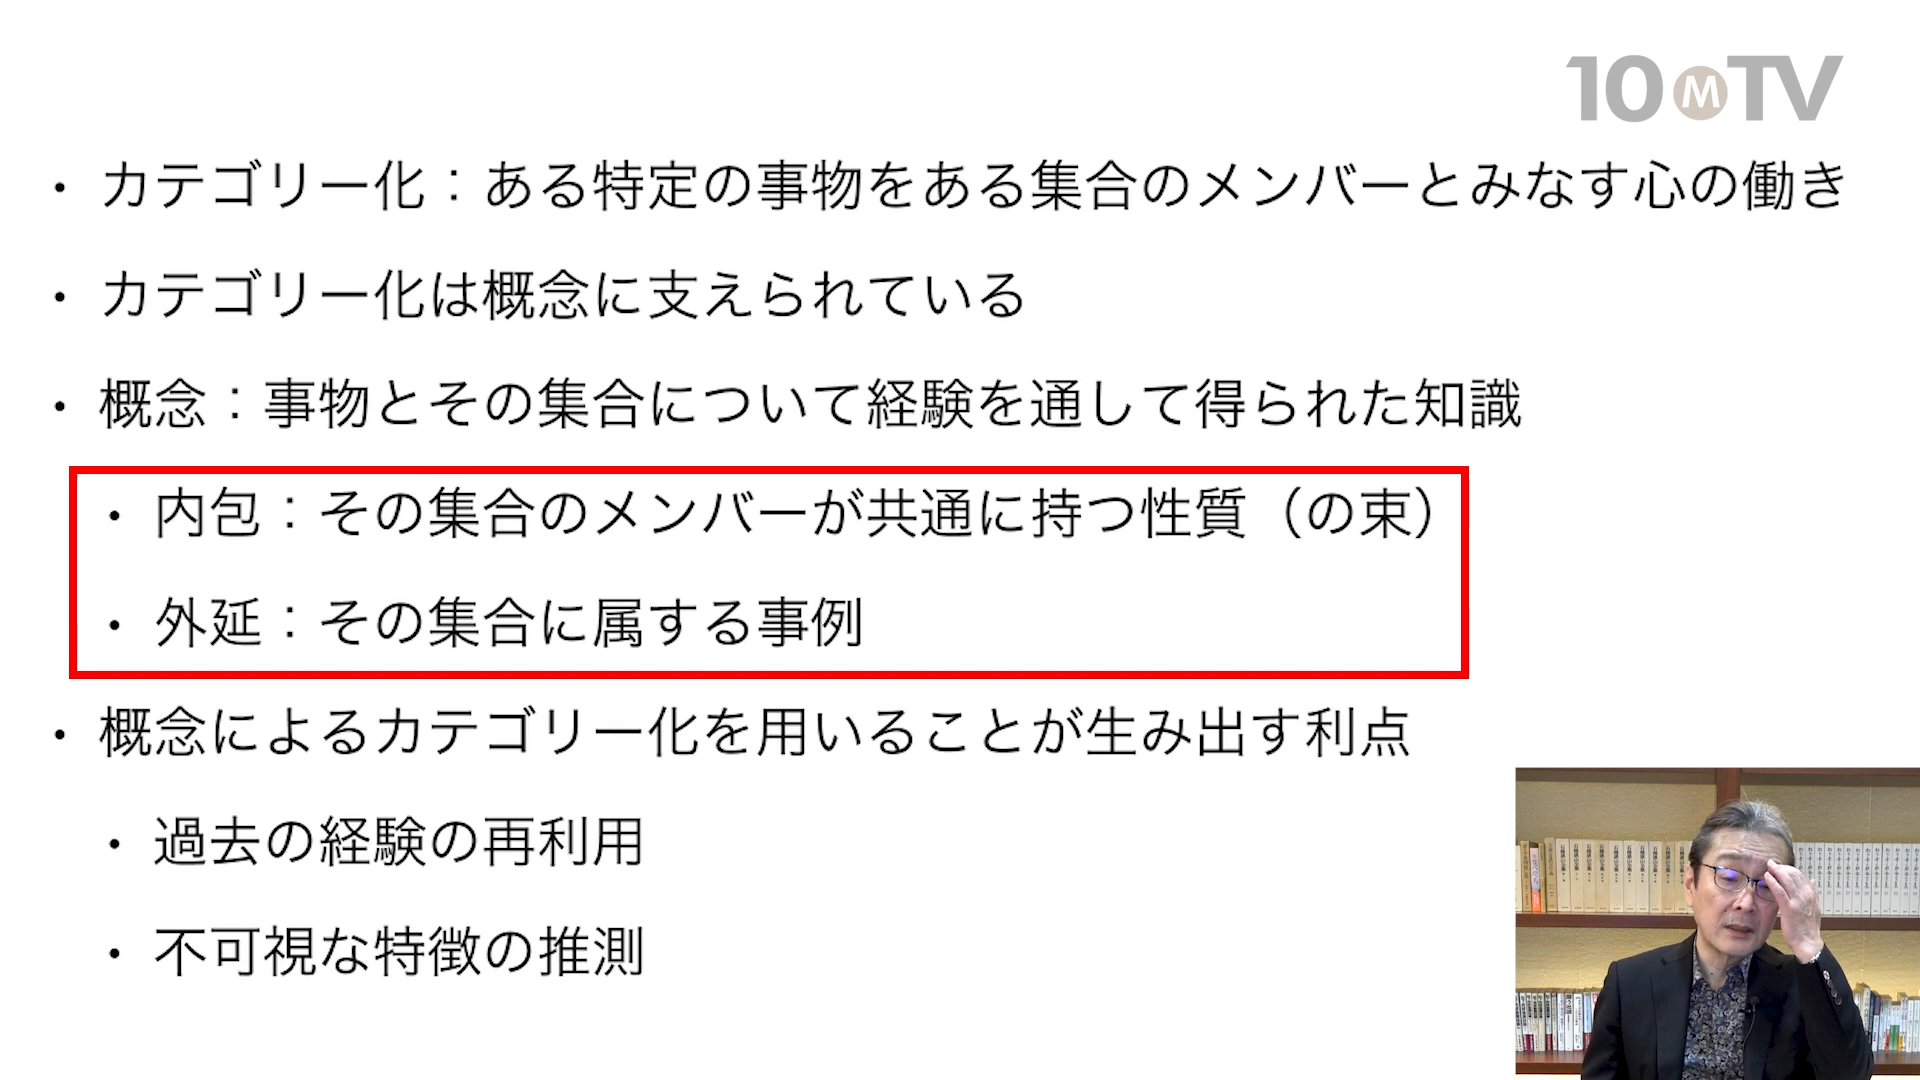 10MTV
・カテゴリー化：ある特定の事物をある集合のメンバーとみなす心の働き
・カテゴリー化は概念に支えられている
・概念：事物とその集合について経験を通して得られた知識
・内包：その集合のメンバーが共通に持つ性質（の束）
・外延：その集合に属する事例
・概念によるカテゴリー化を用いることが生み出す利点
・過去の経験の再利用
・不可視な特徴の推測